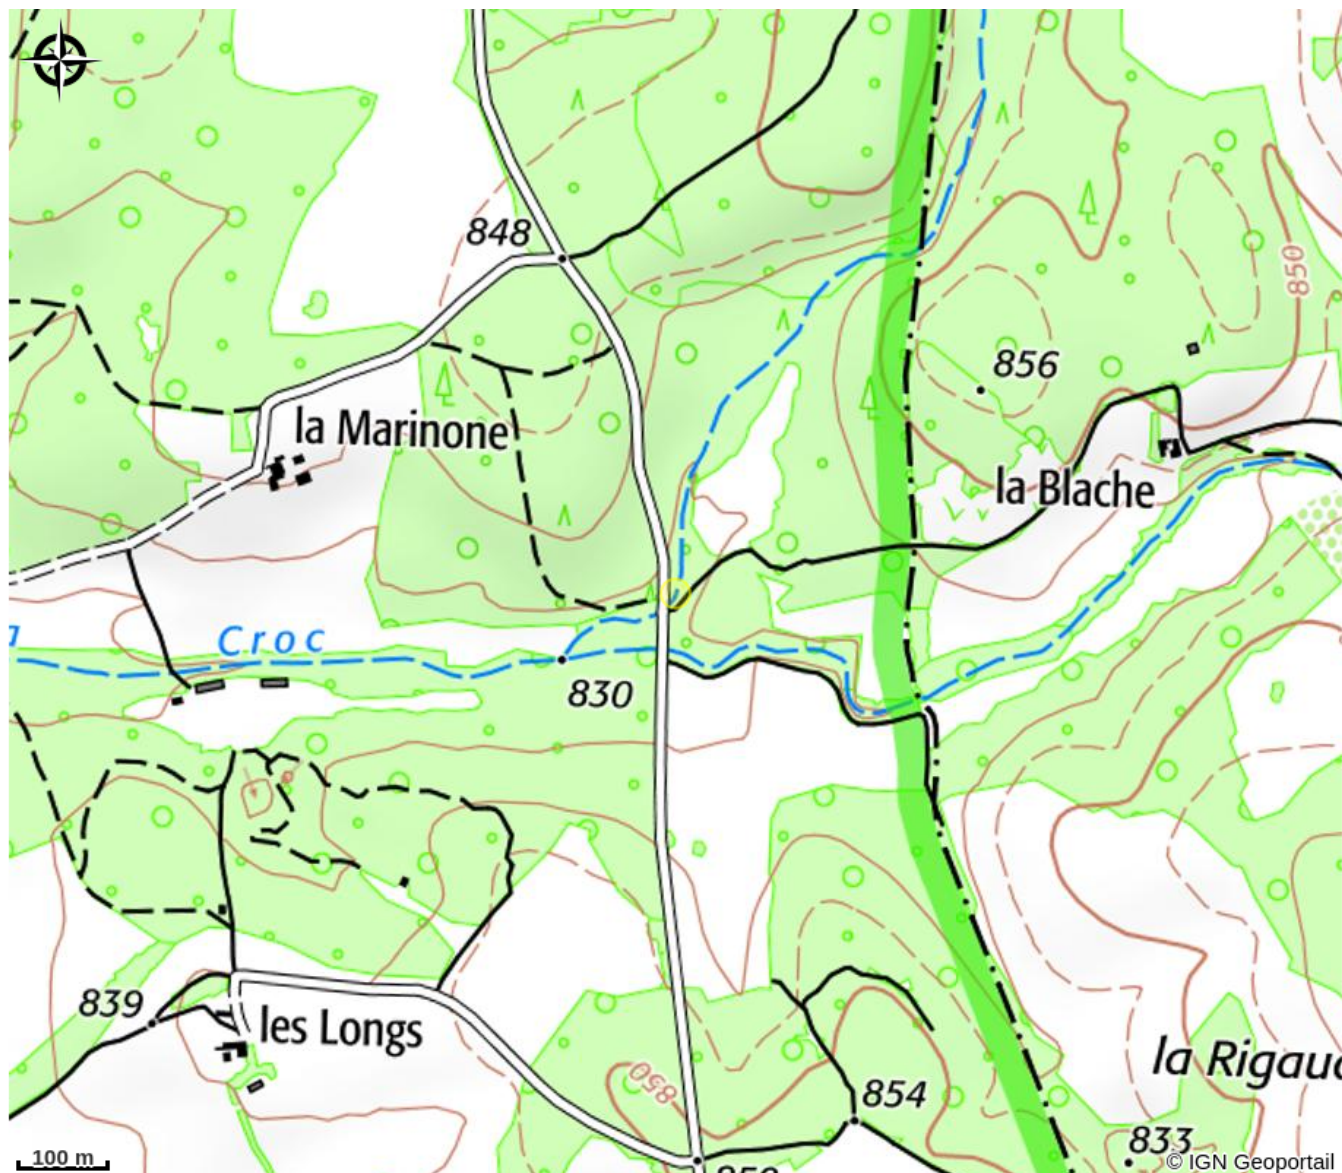 848
850
856
la Marinone
la Blache
Croc
830
839
les Longs
850
la Rigaud
854
833
100 m
© IGN Geoportail